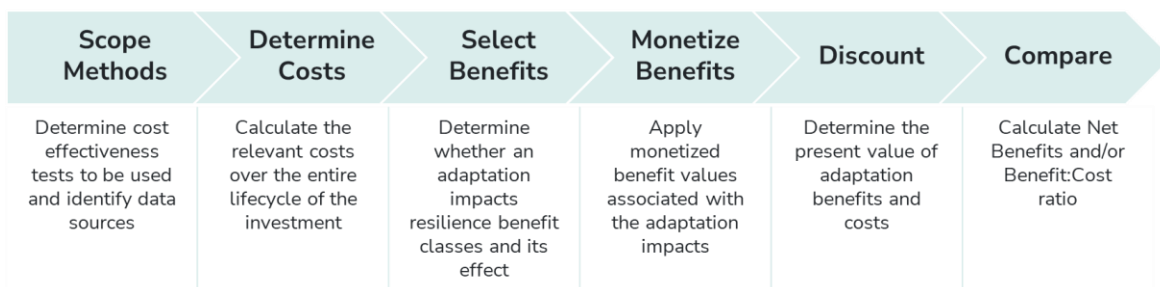 Scope
Methods
Determine
Costs
Select
Benefits
Monetize
Benefits
Discount
Compare
Determine cost
effectiveness
tests to be used
and identify data
sources
Calculate the
relevant costs
over the entire
lifecycle of the
investment
Determine
whether an
adaptation
impacts
resilience benefit
classes and its
effect
Apply
monetized
benefit values
associated with
the adaptation
impacts
Determine the
present value of
adaptation
benefits and
costs
Calculate Net
Benefits and/or
Benefit:Cost
ratio